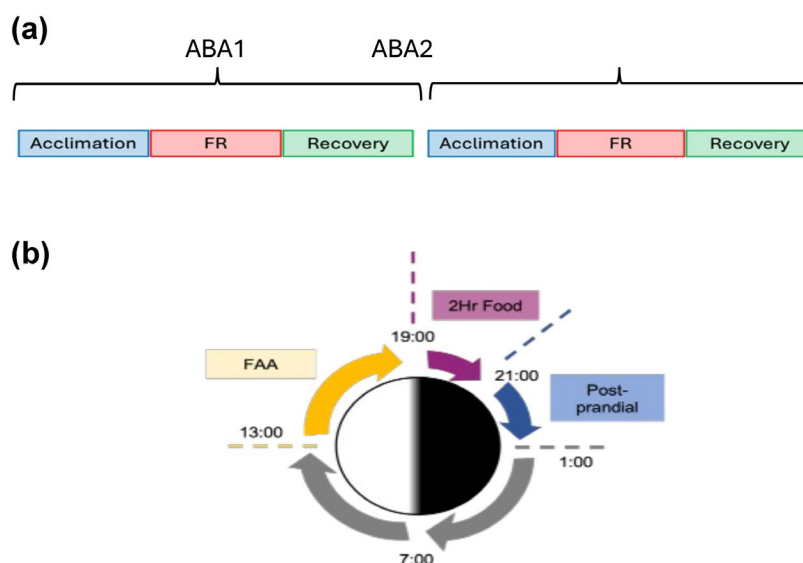 (a)
ABA1 ABA2
Acclimation FR Recovery Acclimation FR Recovery
(b)
2Hr Food
19:00
FAA
21:00
Post-
prandial
13:00
1:00
7:00